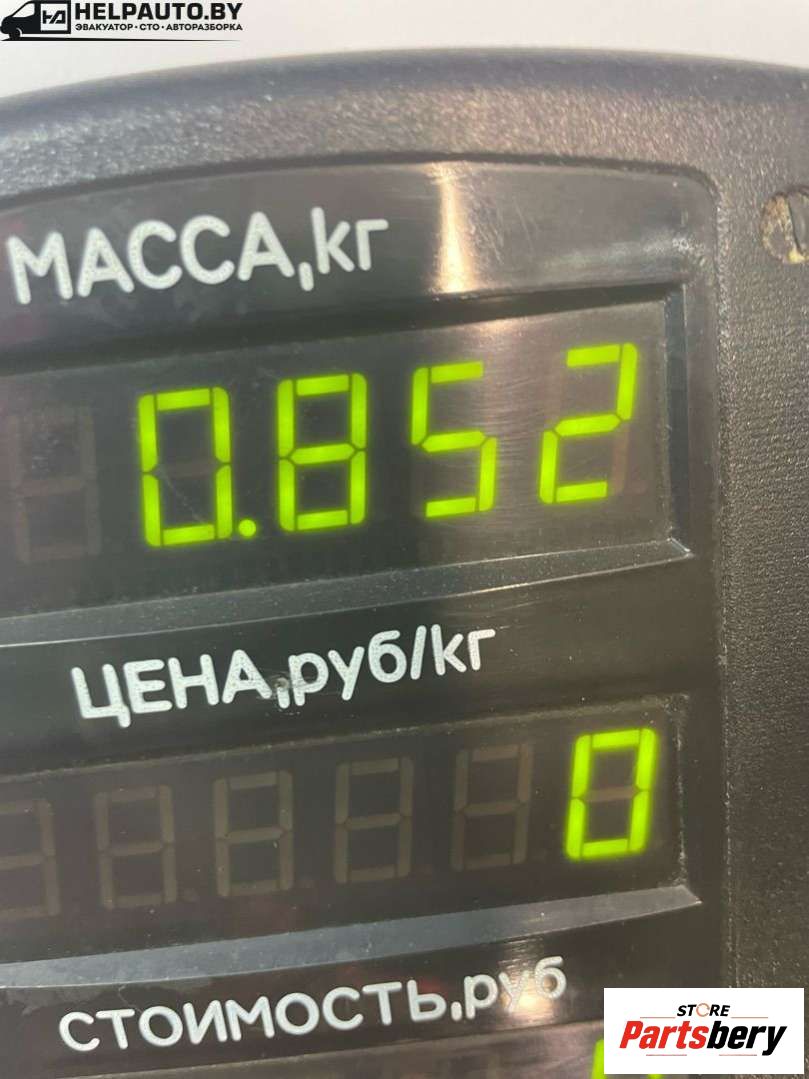 HELPAUTO.BY
ЭВАКУАТОР · СТО · АВТОРАЗБОРКА
МАССА,кг
0.852
ЦЕНА,руб/кг
0
СТОИМОСТЬ,руб
STORE
Partsbery